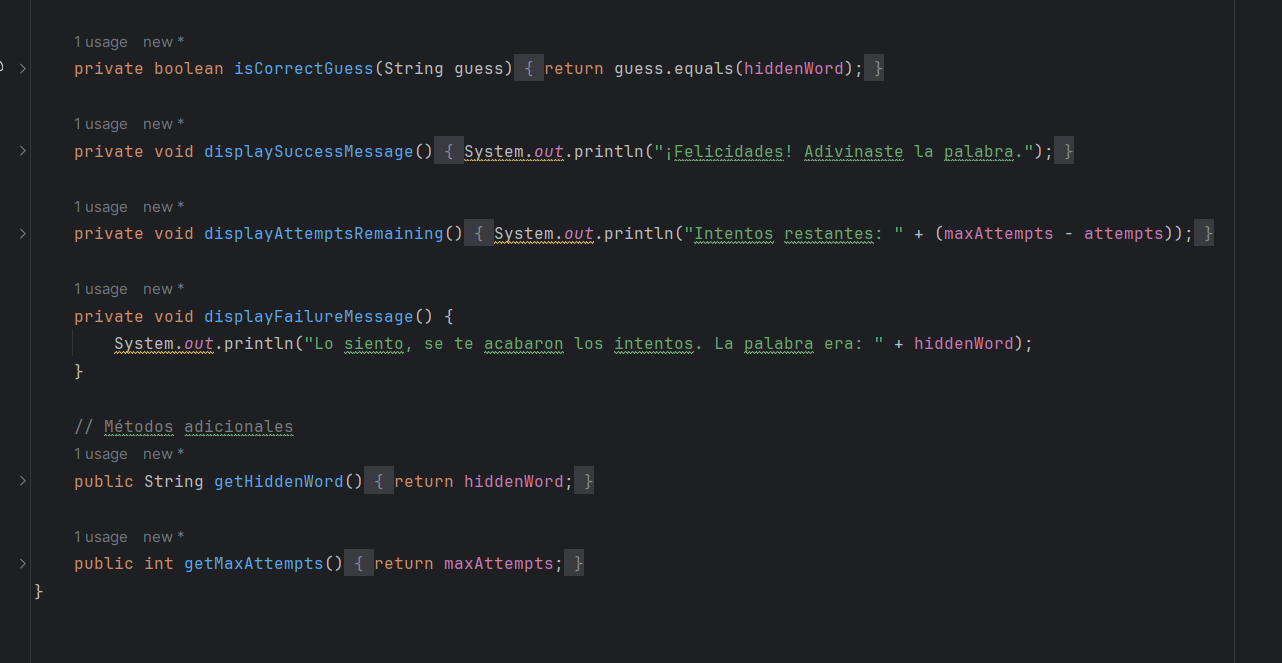 1 usage new *
private boolean isCorrectGuess(String guess) { return guess.equals(hiddenWord); }
1 usage new *
private void displaySuccessMessage() { System.out.println("¡Felicidades! Adivinaste la palabra."); }
1 usage new *
private void displayAttemptsRemaining() { System.out.println("Intentos restantes: " + (maxAttempts - attempts)); }
1 usage new *
private void displayFailureMessage() {
System.out.println("Lo siento, se te acabaron los intentos. La palabra era: " + hiddenWord);
}
// Métodos adicionales
1 usage new *
public String getHiddenWord() { return hiddenWord; }
1 usage new *
public int getMaxAttempts() { return maxAttempts; }
}